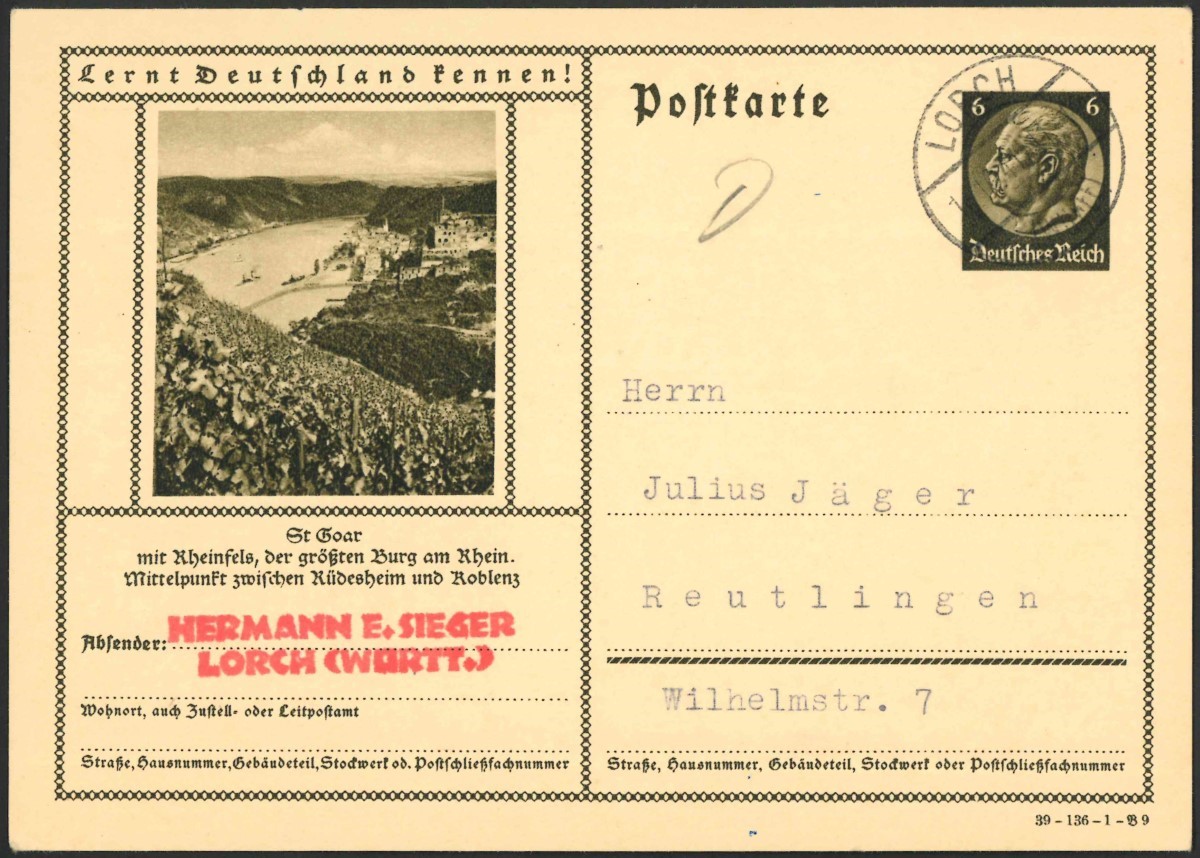 Lernt Deutschland kennen!
Postkarte
LORCH
6 6
Deutsches Reich
Herrn
Julius Jäger
Reutlingen
Wilhelmstr. 7
Straße, Hausnummer, Gebäudeteil, Stockwerk oder Postschließfachnummer
St Goar
mit Rheinfels, der größten Burg am Rhein.
Mittelpunkt zwischen Rüdesheim und Koblenz
Absender: HERMANN E. SIEGER
LORCH (WÜRTT.)
Wohnort, auch Zustell- oder Leitpostamt
Straße, Hausnummer, Gebäudeteil, Stockwerk od. Postschließfachnummer
39-136-1-B9